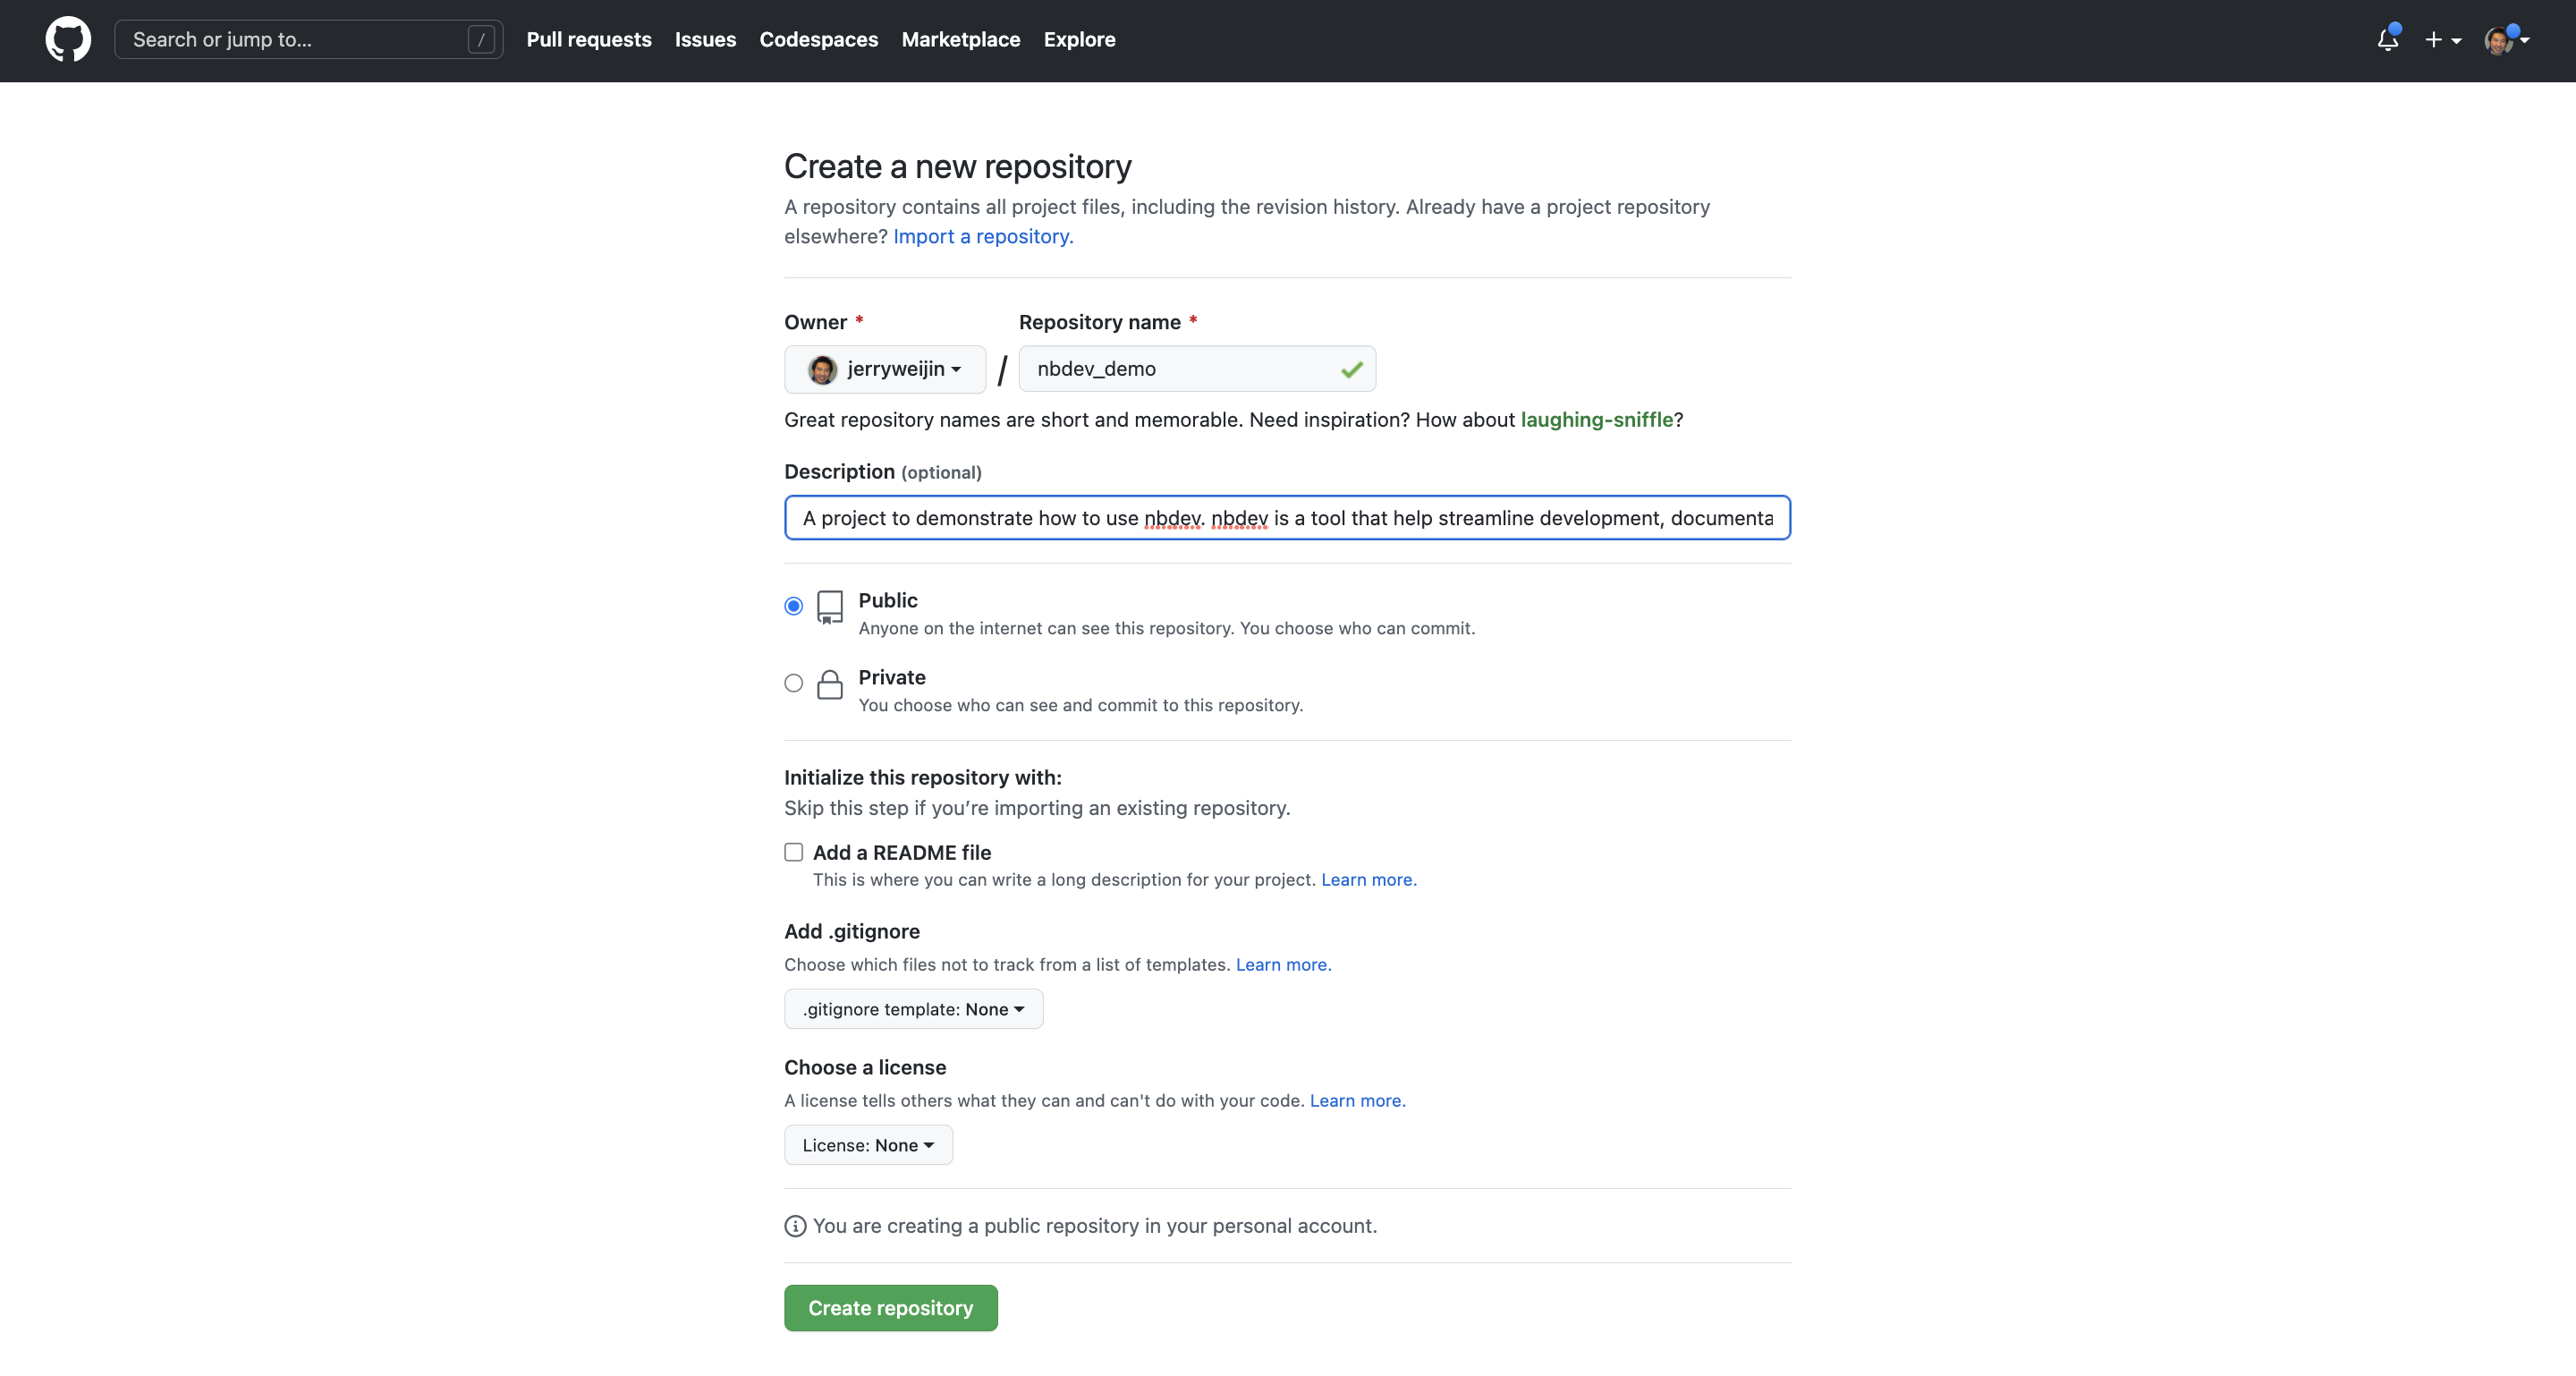 Search or jump to... / Pull requests Issues Codespaces Marketplace Explore
Create a new repository
A repository contains all project files, including the revision history. Already have a project repository
elsewhere? Import a repository.
Owner * Repository name *
jerryweijin / nbdev_demo
Great repository names are short and memorable. Need inspiration? How about laughing-sniffle?
Description (optional)
A project to demonstrate how to use nbdev. nbdev is a tool that help streamline development, documenta
Public
Anyone on the internet can see this repository. You choose who can commit.
Private
You choose who can see and commit to this repository.
Initialize this repository with:
Skip this step if you’re importing an existing repository.
Add a README file
This is where you can write a long description for your project. Learn more.
Add .gitignore
Choose which files not to track from a list of templates. Learn more.
.gitignore template: None
Choose a license
A license tells others what they can and can't do with your code. Learn more.
License: None
You are creating a public repository in your personal account.
Create repository